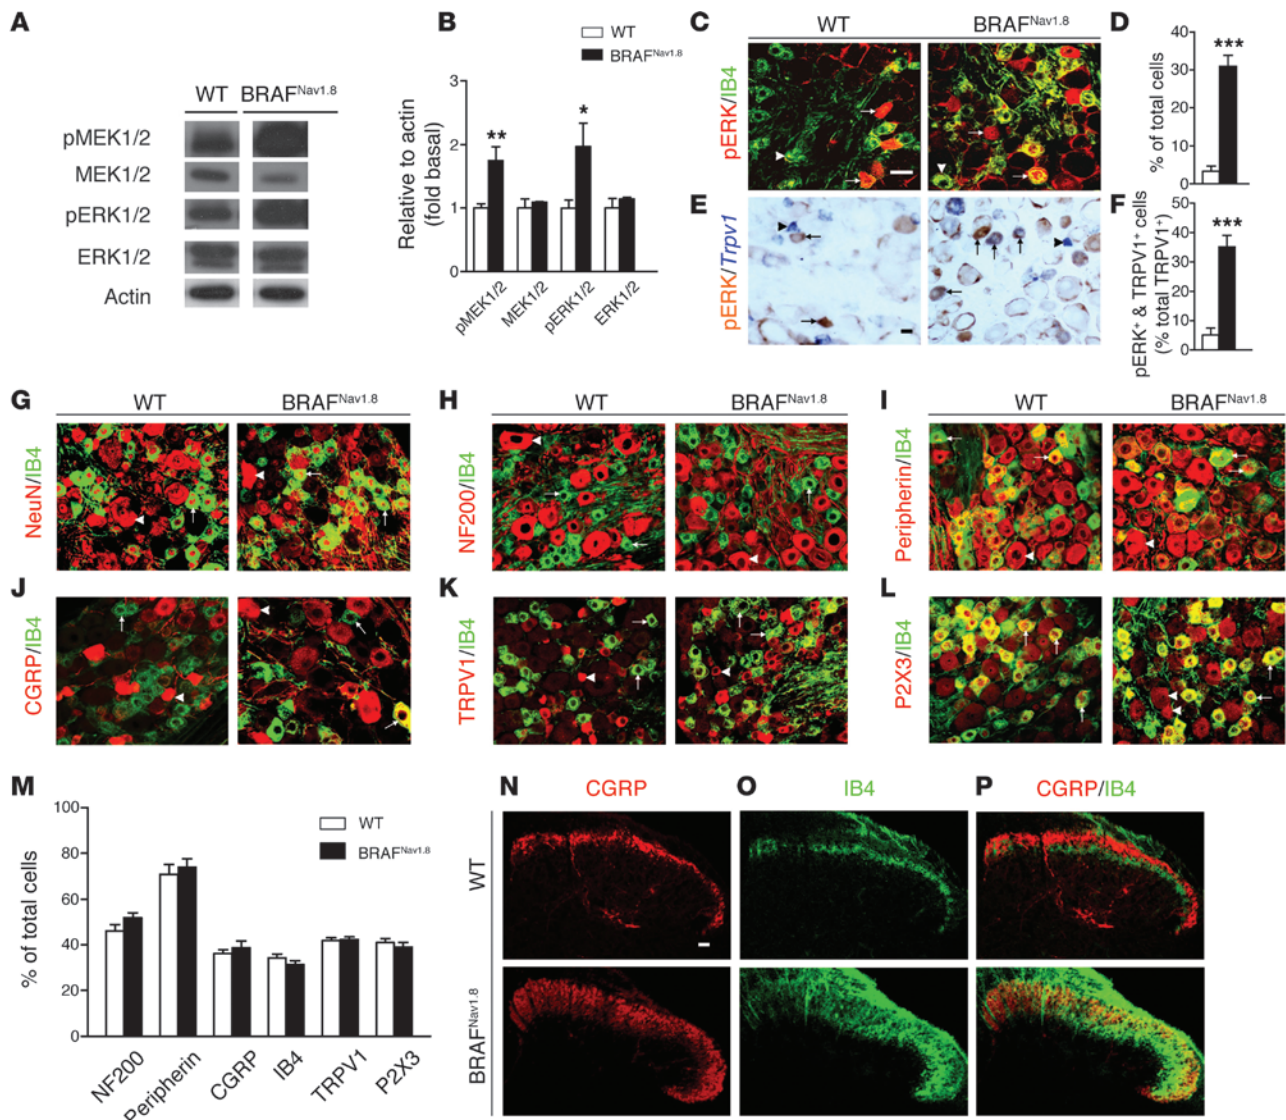 A
WT BRAF^Nav1.8
pMEK1/2
MEK1/2
pERK1/2
ERK1/2
Actin
B
WT
BRAF^Nav1.8
Relative to actin
(fold basal)
3
2
1
0
**
*
pMEK1/2
MEK1/2
pERK1/2
ERK1/2
C
WT BRAF^Nav1.8
pERK/IB4
D
% of total cells
40
30
20
10
0
***
E
pERK/Trpv1
F
pERK+ & TRPV1+ cells
(% total TRPV1+)
50
40
30
20
10
0
***
G
WT BRAF^Nav1.8
NeuN/IB4
H
WT BRAF^Nav1.8
NF200/IB4
I
WT BRAF^Nav1.8
Peripherin/IB4
J
CGRP/IB4
K
TRPV1/IB4
L
P2X3/IB4
M
% of total cells
100
80
60
40
20
0
WT
BRAF^Nav1.8
NF200
Peripherin
CGRP
IB4
TRPV1
P2X3
N CGRP
O IB4
P CGRP/IB4
WT
BRAF^Nav1.8